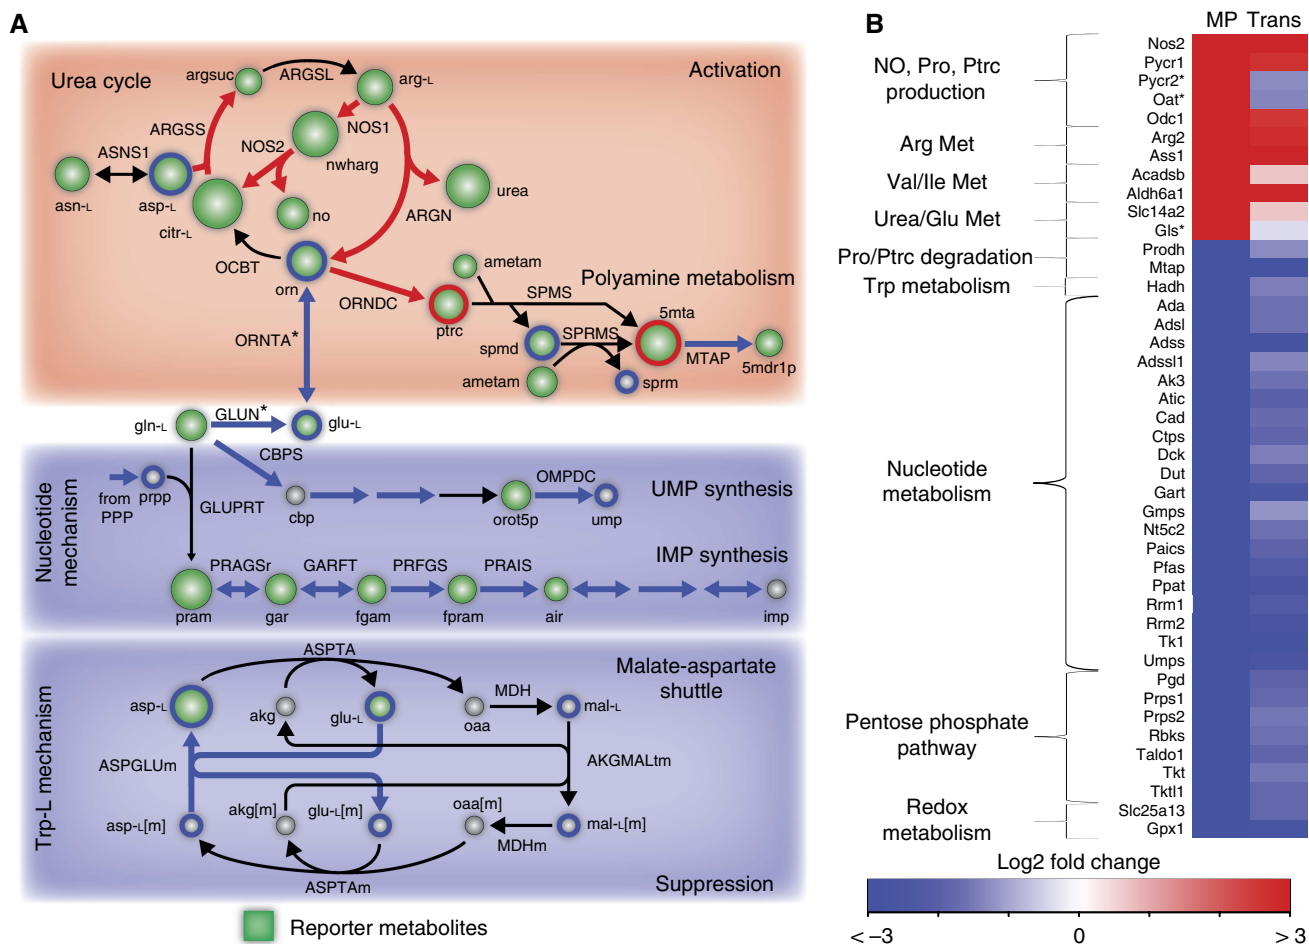 A
Urea cycle
Activation
argsuc
ARGSL
arg-L
ARGSS
NOS1
NOS2
nwharg
ASNS1
asn-L
asp-L
citr-L
no
urea
ARGN
OCBT
orn
ametam
Polyamine metabolism
ORNDC
SPMS
ptrc
5mta
ORNTA*
spmd
SPRMS
MTAP
5mdr1p
ametam
sprm
gln-L
GLUN*
glu-L
CBPS
Nucleotide
mechanism
from
PPP
prpp
GLUPRT
cbp
orot5p
OMPDC
ump
UMP synthesis
IMP synthesis
PRAGSr
GARFT
PRFGS
PRAIS
pram
gar
fgam
fpram
air
imp
Trp-L mechanism
ASPTA
Malate-aspartate
shuttle
asp-L
akg
glu-L
oaa
MDH
mal-L
ASPGLUm
AKGMALtm
asp-L[m]
akg[m]
glu-L[m]
oaa[m]
mal-L[m]
MDHm
ASPTAm
Suppression
Reporter metabolites
B
MP Trans
NO, Pro, Ptrc
production
Arg Met
Val/Ile Met
Urea/Glu Met
Pro/Ptrc degradation
Trp metabolism
Nucleotide
metabolism
Pentose phosphate
pathway
Redox
metabolism
Nos2
Pycr1
Pycr2*
Oat*
Odc1
Arg2
Ass1
Acadsb
Aldh6a1
Slc14a2
Gls*
Prodh
Mtap
Hadh
Ada
Adsl
Adss
Adssl1
Ak3
Atic
Cad
Ctps
Dck
Dut
Gart
Gmps
Nt5c2
Paics
Pfas
Ppat
Rrm1
Rrm2
Tk1
Umps
Pgd
Prps1
Prps2
Rbks
Taldo1
Tkt
Tktl1
Slc25a13
Gpx1
Log2 fold change
< −3
0
> 3